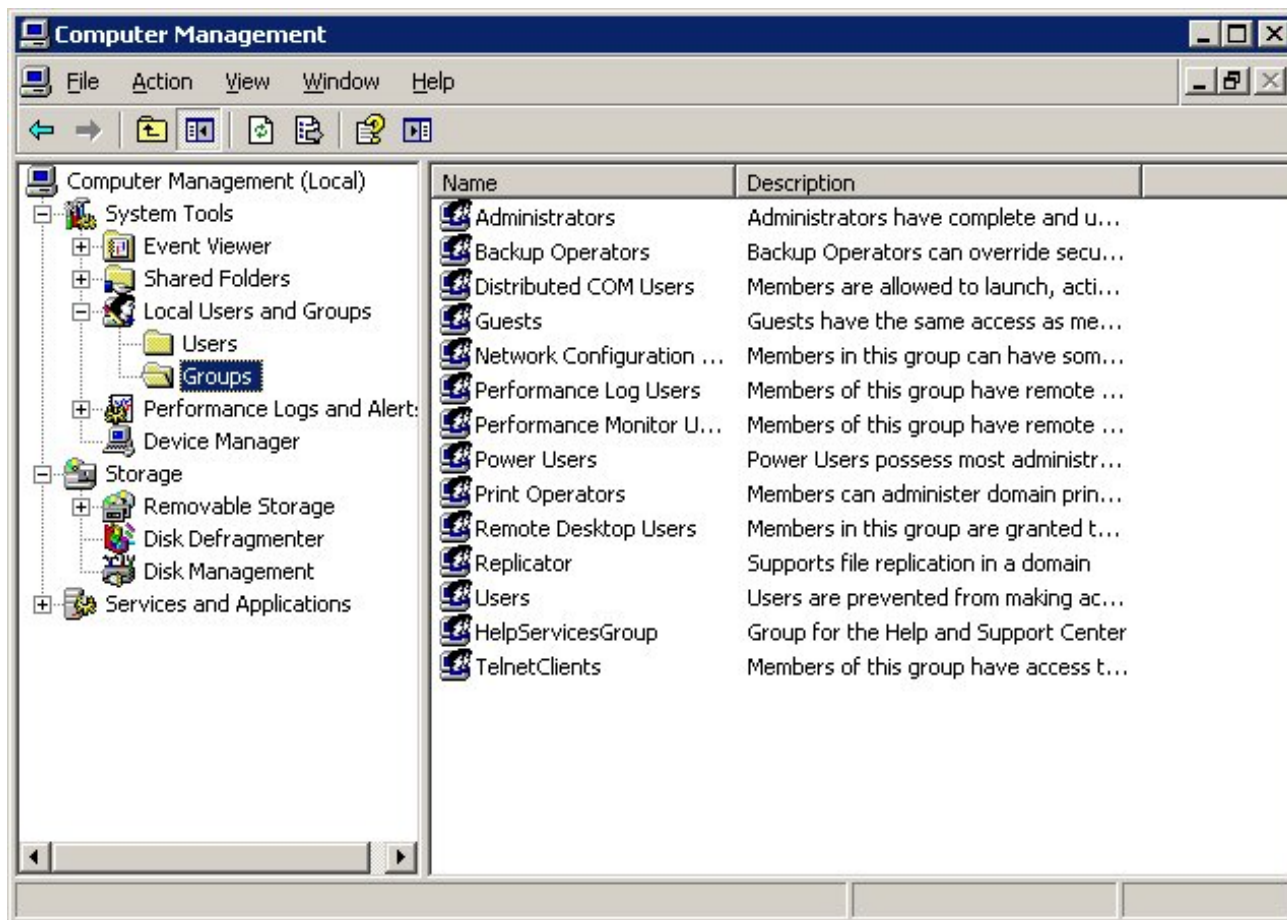 Computer Management
File Action View Window Help
Computer Management (Local)
System Tools
Event Viewer
Shared Folders
Local Users and Groups
Users
Groups
Performance Logs and Alert
Device Manager
Storage
Removable Storage
Disk Defragmenter
Disk Management
Services and Applications
Name Description
Administrators Administrators have complete and u...
Backup Operators Backup Operators can override secu...
Distributed COM Users Members are allowed to launch, acti...
Guests Guests have the same access as me...
Network Configuration ... Members in this group can have som...
Performance Log Users Members of this group have remote ...
Performance Monitor U... Members of this group have remote ...
Power Users Power Users possess most administr...
Print Operators Members can administer domain prin...
Remote Desktop Users Members in this group are granted t...
Replicator Supports file replication in a domain
Users Users are prevented from making ac...
HelpServicesGroup Group for the Help and Support Center
TelnetClients Members of this group have access t...